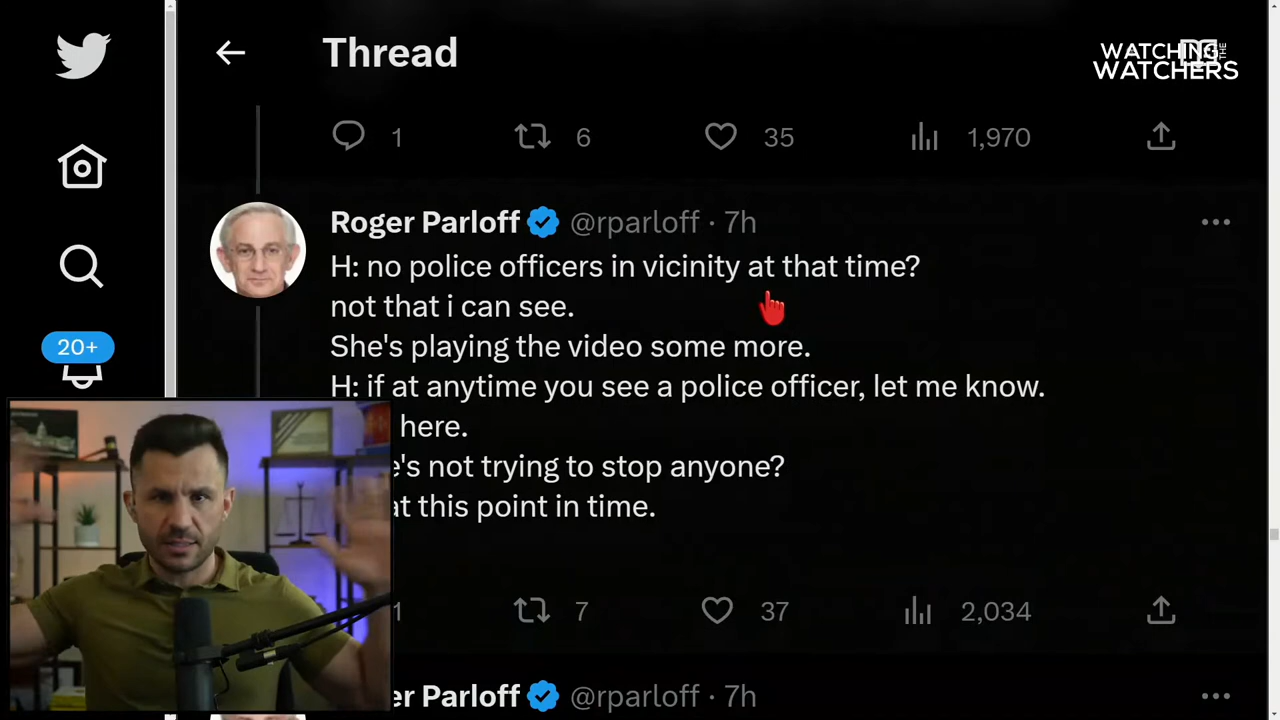 Thread
WATCHING THE
WATCHERS
1 6 35 1,970
Roger Parloff @rparloff · 7h
H: no police officers in vicinity at that time?
not that i can see.
She's playing the video some more.
H: if at anytime you see a police officer, let me know.
here.
's not trying to stop anyone?
at this point in time.
20+
1 7 37 2,034
er Parloff @rparloff · 7h